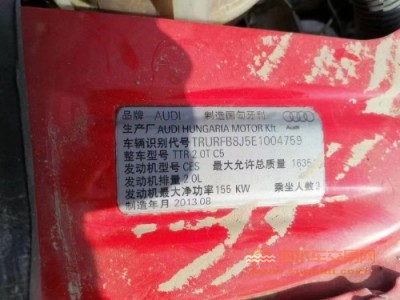 品牌 AUDI 制造国匈牙利
Audi
生产厂 AUDI HUNGARIA MOTOR Kft.
车辆识别代号 TRURFB8J5E1004759
整车型号 TTR 2.0T C5
发动机型号 CES 最大允许总质量 1635
发动机排量 2.0L
发动机最大净功率 155 KW 乘坐人数 2
制造年月 2013.08